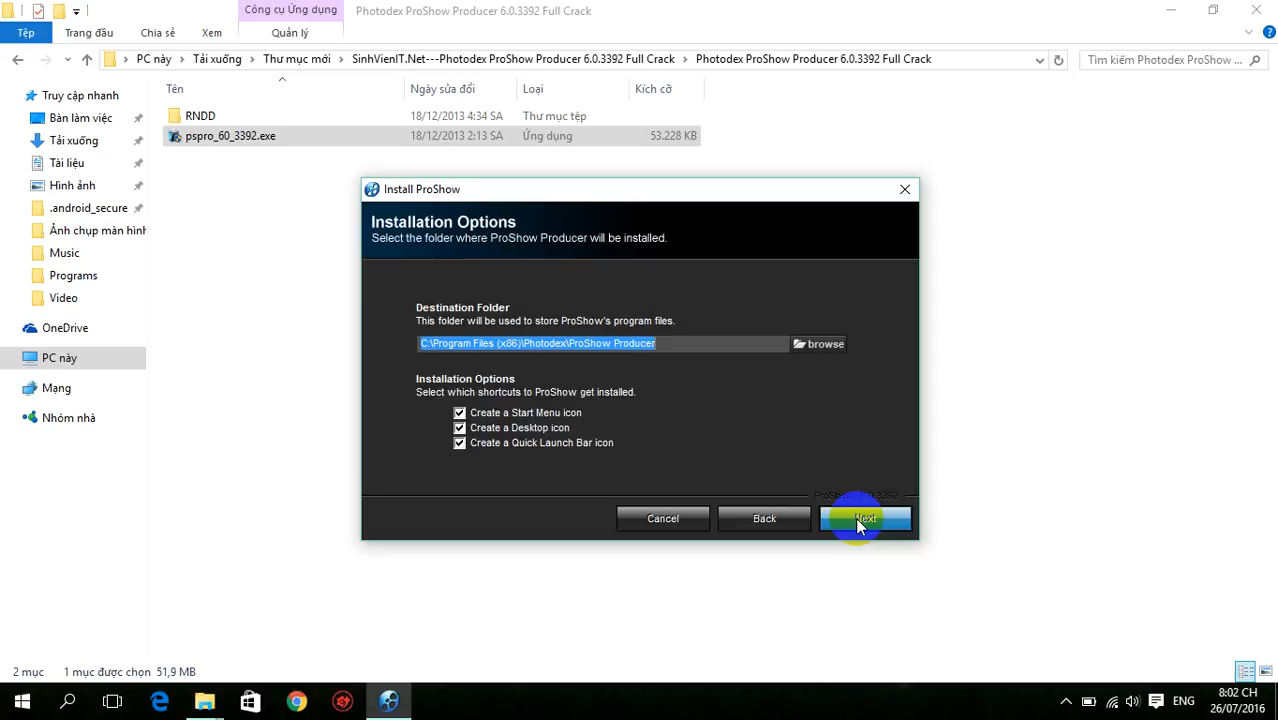 Công cụ Ứng dụng
Photodex ProShow Producer 6.0.3392 Full Crack
Tệp
Trang đầu
Chia sẻ
Xem
Quản lý
PC này > Tải xuống > Thư mục mới > SinhVienIT.Net---Photodex ProShow Producer 6.0.3392 Full Crack > Photodex ProShow Producer 6.0.3392 Full Crack
Tìm kiếm Photodex ProShow ...
Tên
Ngày sửa đổi
Loại
Kích cỡ
RNDD
18/12/2013 4:34 SA
Thư mục tệp
pspro_60_3392.exe
18/12/2013 2:13 SA
Ứng dụng
53.228 KB
Truy cập nhanh
Bàn làm việc
Tải xuống
Tài liệu
Hình ảnh
.android_secure
Ảnh chụp màn hình
Music
Programs
Video
OneDrive
PC này
Mạng
Nhóm nhà
Install ProShow
Installation Options
Select the folder where ProShow Producer will be installed.
Destination Folder
This folder will be used to store ProShow's program files.
C:\Program Files (x86)\Photodex\ProShow Producer
browse
Installation Options
Select which shortcuts to ProShow get installed.
Create a Start Menu icon
Create a Desktop icon
Create a Quick Launch Bar icon
ProShow 6.0.3392
Cancel
Back
Next
2 mục
1 mục được chọn 51,9 MB
ENG
8:02 CH
26/07/2016